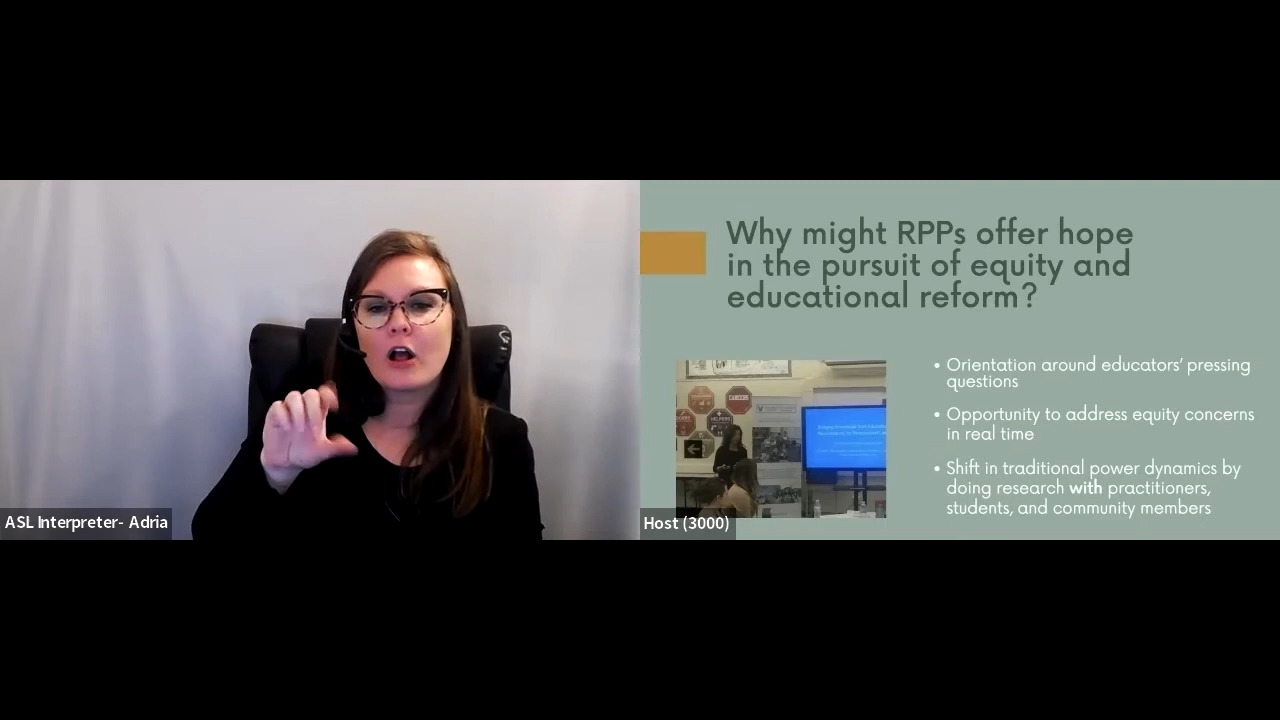 Why might RPPs offer hope
in the pursuit of equity and
educational reform?
• Orientation around educators’ pressing
questions
• Opportunity to address equity concerns
in real time
• Shift in traditional power dynamics by
doing research with practitioners,
students, and community members
CAREERS
HELPERS
ASL Interpreter- Adria
Host (3000)